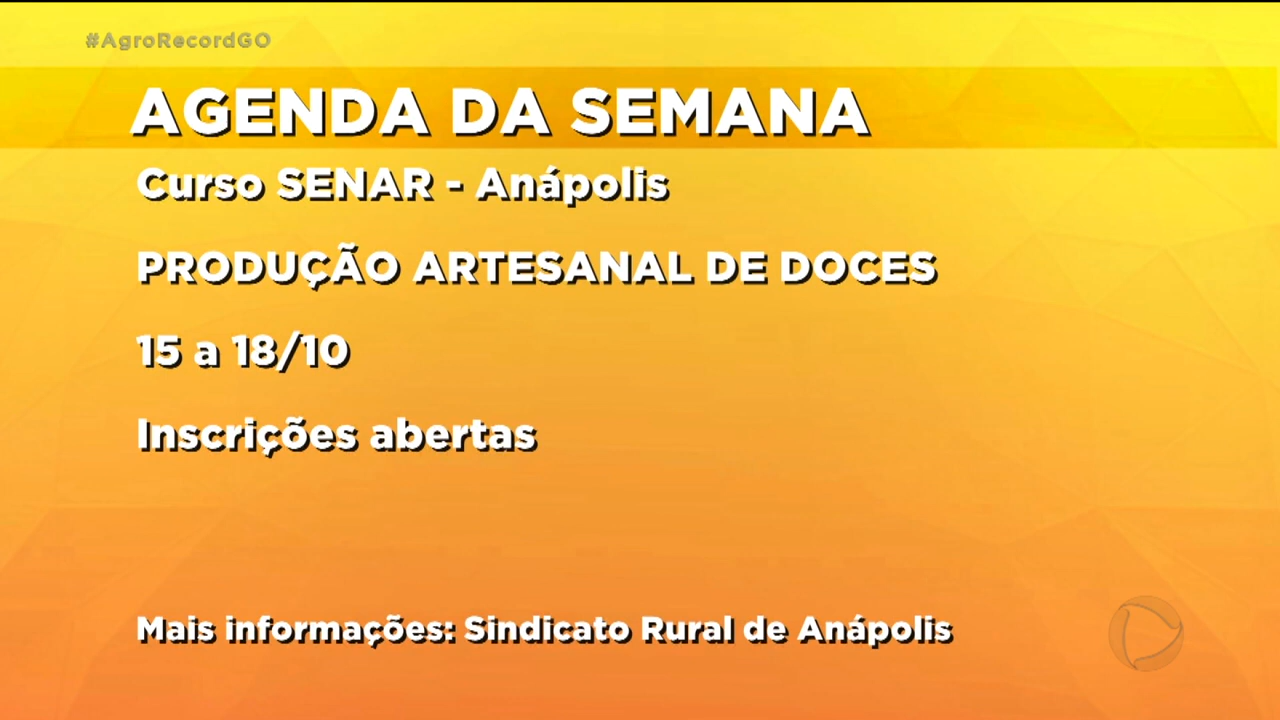 #AgroRecordGO
AGENDA DA SEMANA
Curso SENAR - Anápolis
PRODUÇÃO ARTESANAL DE DOCES
15 a 18/10
Inscrições abertas
Mais informações: Sindicato Rural de Anápolis